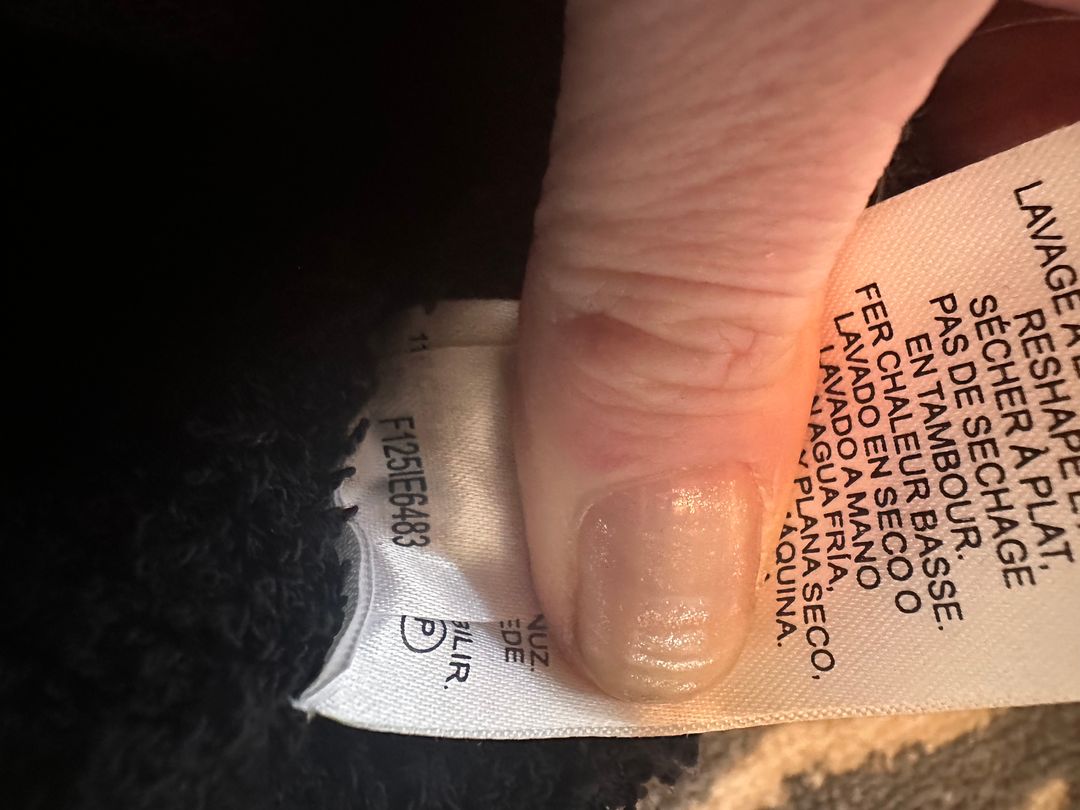 LAVAGE À
RESHAPE
SÉCHER À PLAT,
PAS DE SECHAGE
EN TAMBOUR.
FER CHALEUR BASSE.
LAVADO EN SECO O
LAVADO A MANO
AGUA FRÍA,
Y PLANA SECO,
ÁQUINA.
NUZ.
EDE
BILIR.
P
F125IE6483
11